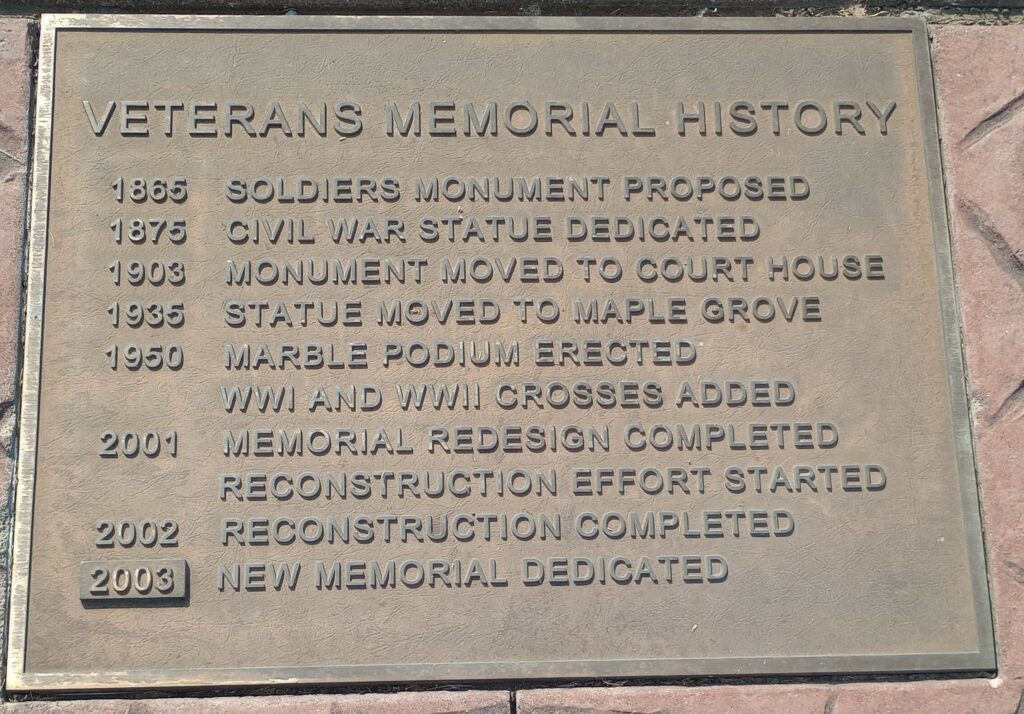 VETERANS MEMORIAL HISTORY
1865 SOLDIERS MONUMENT PROPOSED
1875 CIVIL WAR STATUE DEDICATED
1903 MONUMENT MOVED TO COURT HOUSE
1935 STATUE MOVED TO MAPLE GROVE
1950 MARBLE PODIUM ERECTED
WWI AND WWII CROSSES ADDED
2001 MEMORIAL REDESIGN COMPLETED
RECONSTRUCTION EFFORT STARTED
2002 RECONSTRUCTION COMPLETED
2003 NEW MEMORIAL DEDICATED